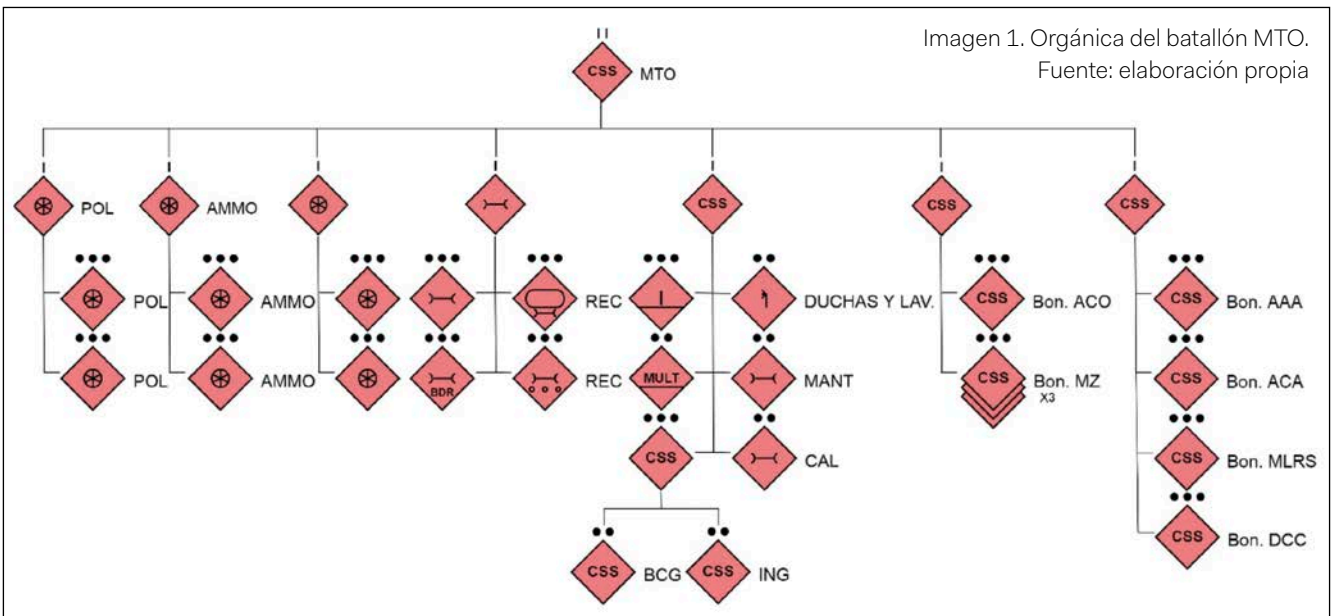 Imagen 1. Orgánica del batallón MTO.
Fuente: elaboración propia
CSS MTO
POL
AMMO
CSS
CSS
CSS
POL
AMMO
REC
DUCHAS Y LAV.
CSS Bon. ACO
CSS Bon. AAA
POL
AMMO
BDR
REC
MULT
MANT
CSS Bon. MZ
X3
CSS Bon. ACA
CSS
CAL
CSS Bon. MLRS
CSS BCG
CSS ING
CSS Bon. DCC